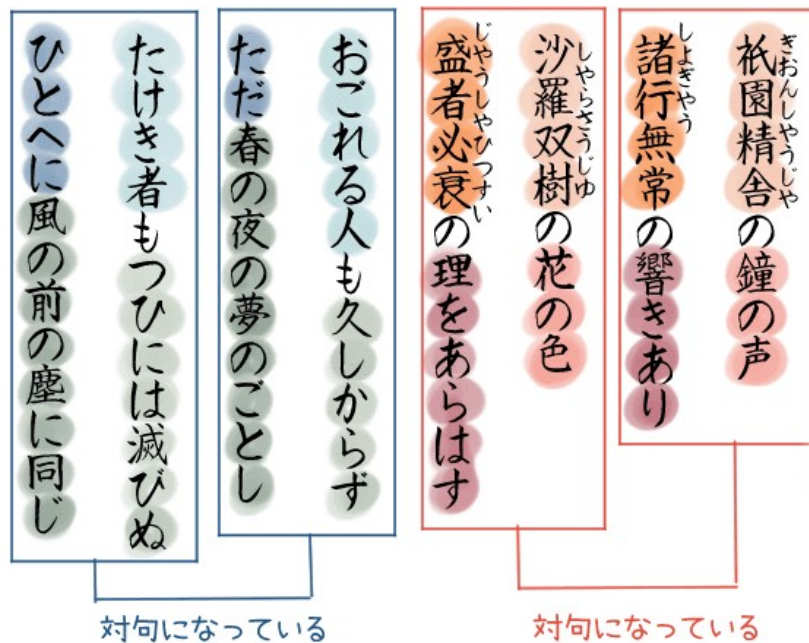 祇園精舎の鐘の声
ぎおんしやうじや
諸行無常の響きあり
しよぎやう
沙羅双樹の花の色
しやらさうじゆ
盛者必衰の理をあらはす
じやうしやひつすい
おごれる人も久しからず
ただ春の夜の夢のごとし
たけき者もつひには滅びぬ
ひとへに風の前の塵に同じ
対句になっている
対句になっている